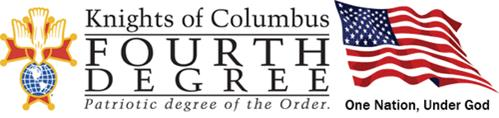 Knights of Columbus
FOURTH
DEGREE
Patriotic degree of the Order.
One Nation, Under God